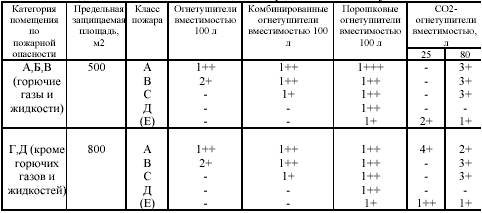 Категория помещения по пожарной опасности | Предельная защищаемая площадь, м2 | Класс пожара | Огнетушители вместимостью 100 л | Комбинированные огнетушители вместимостью 100 л | Порошковые огнетушители вместимостью 100 л | СО2-огнетушители вместимостью, л
25 | 80
А,Б,В (горючие газы и жидкости) | 500 | А | 1++ | 1++ | 1+++ | - | 3+
В | 2+ | 1++ | 1++ | - | 3+
С | - | 1+ | 1++ | - | 3+
Д | - | - | 1++ | - | -
(Е) | - | - | 1+ | 2+ | 1+
Г,Д (кроме горючих газов и жидкостей) | 800 | А | 1++ | 1++ | 1++ | 4+ | 2+
В | 2+ | 1++ | 1++ | - | 3+
С | - | 1+ | 1++ | - | 3+
Д | - | - | 1++ | - | -
(Е) | - | - | 1+ | 1++ | 1+